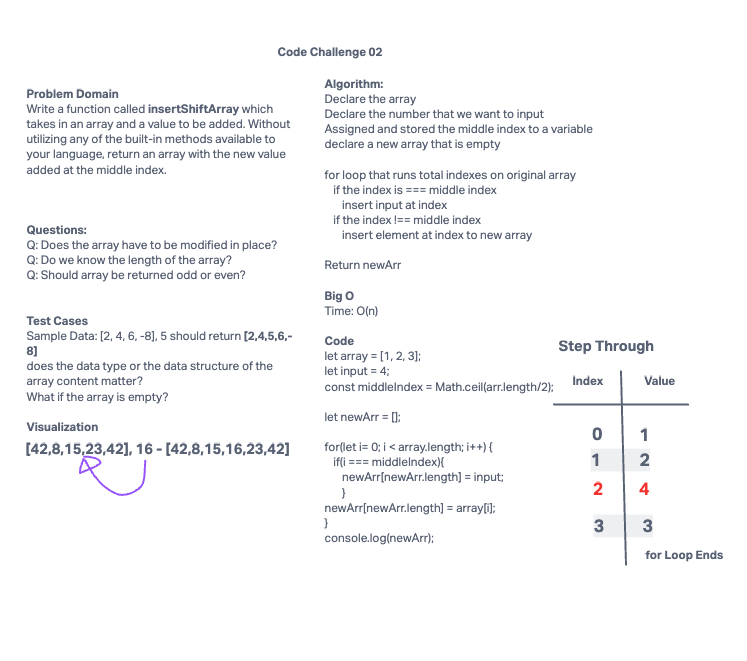 Code Challenge 02
Problem Domain
Write a function called insertShiftArray which
takes in an array and a value to be added. Without
utilizing any of the built-in methods available to
your language, return an array with the new value
added at the middle index.
Questions:
Q: Does the array have to be modified in place?
Q: Do we know the length of the array?
Q: Should array be returned odd or even?
Test Cases
Sample Data: [2, 4, 6, -8], 5 should return [2,4,5,6,-
8]
does the data type or the data structure of the
array content matter?
What if the array is empty?
Visualization
[42,8,15,23,42], 16 - [42,8,15,16,23,42]
Algorithm:
Declare the array
Declare the number that we want to input
Assigned and stored the middle index to a variable
declare a new array that is empty
for loop that runs total indexes on original array
if the index is === middle index
insert input at index
if the index !== middle index
insert element at index to new array
Return newArr
Big O
Time: O(n)
Code
let array = [1, 2, 3];
let input = 4;
const middleIndex = Math.ceil(arr.length/2);
let newArr = [];
for(let i= 0; i < array.length; i++) {
if(i === middleIndex){
newArr[newArr.length] = input;
}
newArr[newArr.length] = array[i];
}
console.log(newArr);
Step Through
Index Value
0 1
1 2
2 4
3 3
for Loop Ends